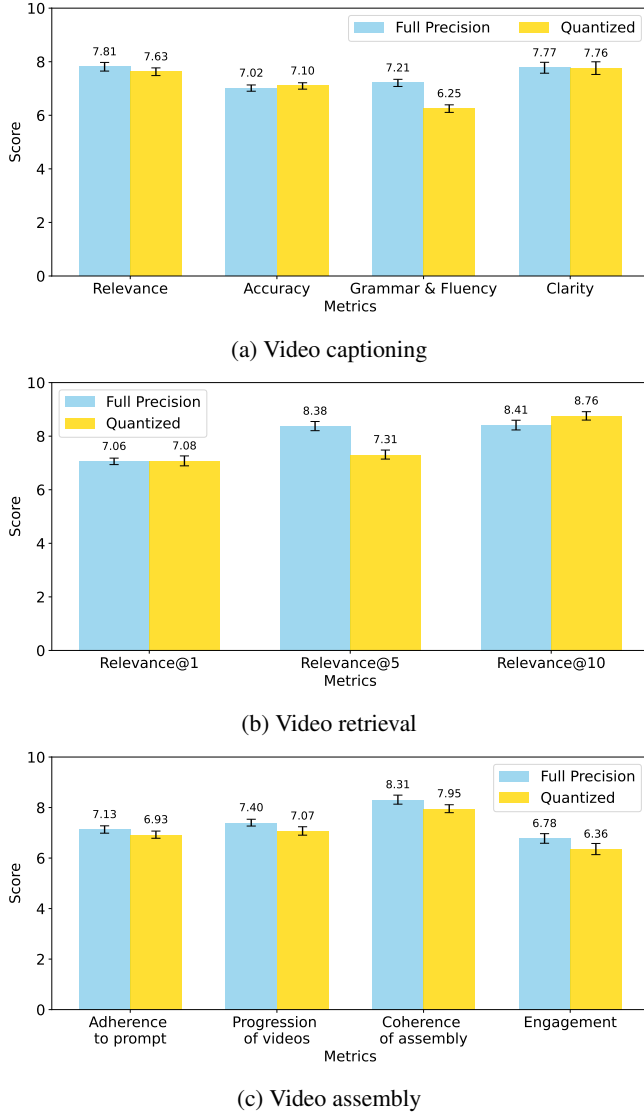 10
8
6
4
2
0
Score
Full Precision Quantized
7.81 7.63 7.02 7.10 7.21 6.25 7.77 7.76
Relevance Accuracy Grammar & Fluency Clarity
Metrics
(a) Video captioning
10
8
6
4
2
0
Score
Full Precision
Quantized
7.06 7.08 8.38 7.31 8.41 8.76
Relevance@1 Relevance@5 Relevance@10
Metrics
(b) Video retrieval
10
8
6
4
2
0
Score
Full Precision
Quantized
7.13 6.93 7.40 7.07 8.31 7.95 6.78 6.36
Adherence Progression Coherence Engagement
to prompt of videos of assembly
Metrics
(c) Video assembly